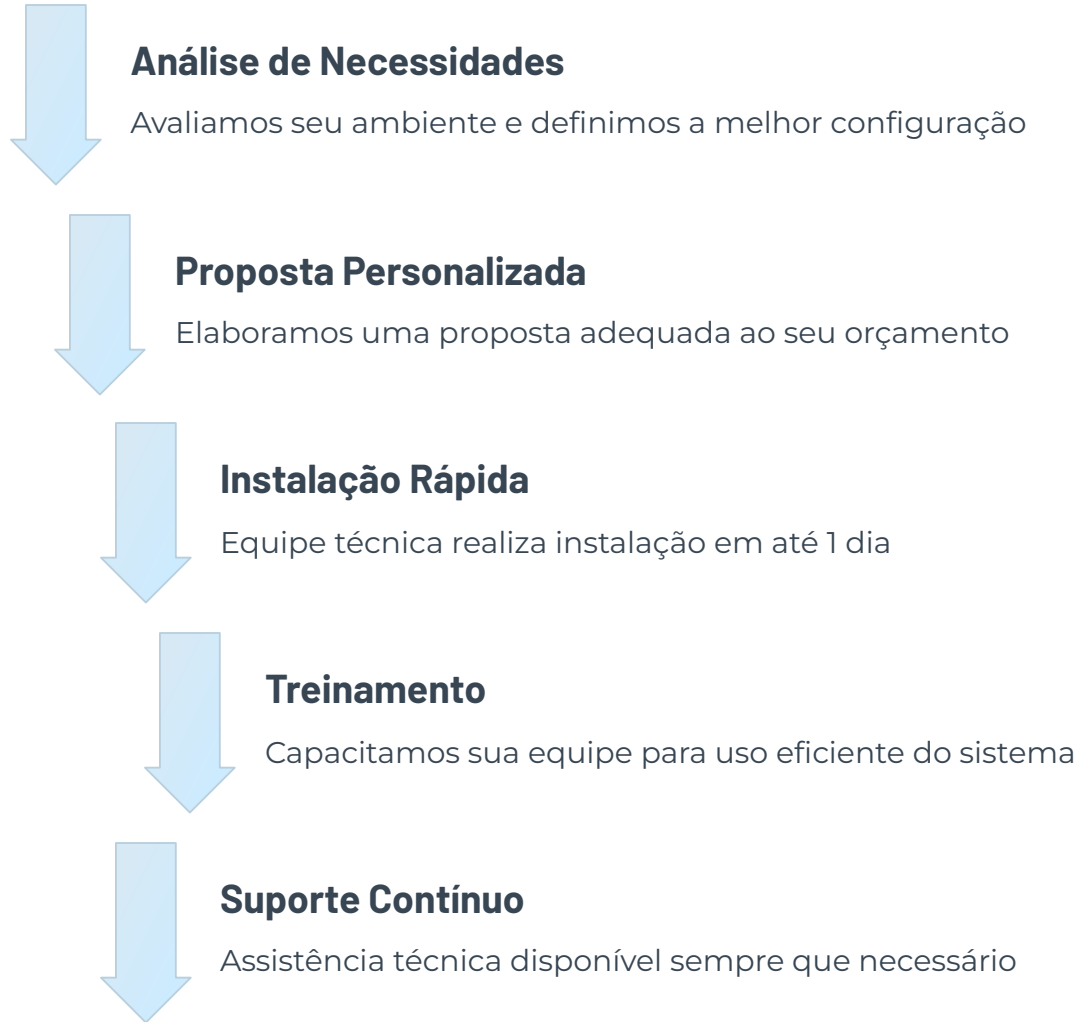 Análise de Necessidades
Avaliamos seu ambiente e definimos a melhor configuração
Proposta Personalizada
Elaboramos uma proposta adequada ao seu orçamento
Instalação Rápida
Equipe técnica realiza instalação em até 1 dia
Treinamento
Capacitamos sua equipe para uso eficiente do sistema
Suporte Contínuo
Assistência técnica disponível sempre que necessário